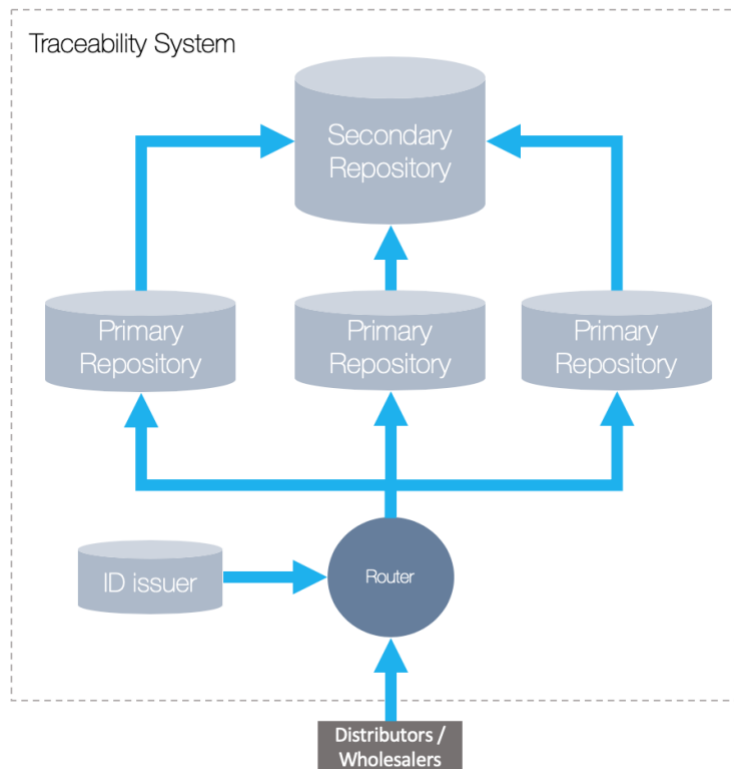 Traceability System
Secondary
Repository
Primary
Repository
Primary
Repository
Primary
Repository
ID issuer
Router
Distributors /
Wholesalers